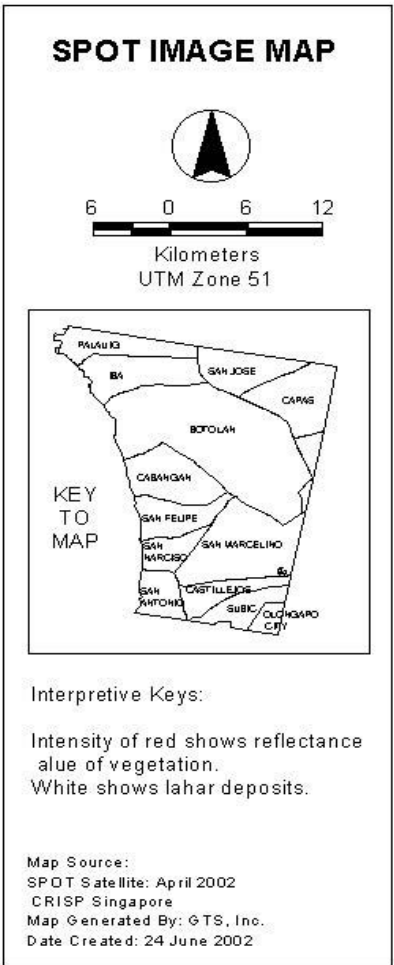 SPOT IMAGE MAP
6 0 6 12
Kilometers
UTM Zone 51
PALAUIG
IBA
SAN JOSE
CAPAS
BOTOLAN
CABANGAN
KEY
TO
MAP
SAN FELIPE
SAN
NARCISO
SAN MARCELINO
SAN
ANTONIO
CASTILLEJOS
SUBIC
OLONGAPO
CITY
Interpretive Keys:
Intensity of red shows reflectance
alue of vegetation.
White shows lahar deposits.
Map Source:
SPOT Satellite: April 2002
CRISP Singapore
Map Generated By: GTS, Inc.
Date Created: 24 June 2002